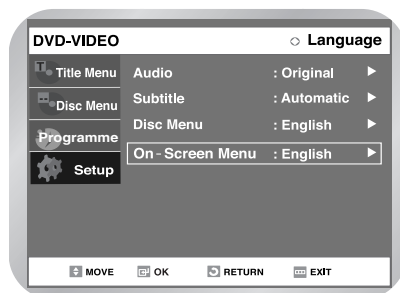 DVD-VIDEO Language
Title Menu Audio : Original
Disc Menu Subtitle : Automatic
Programme Disc Menu : English
Setup On-Screen Menu : English
MOVE OK RETURN EXIT